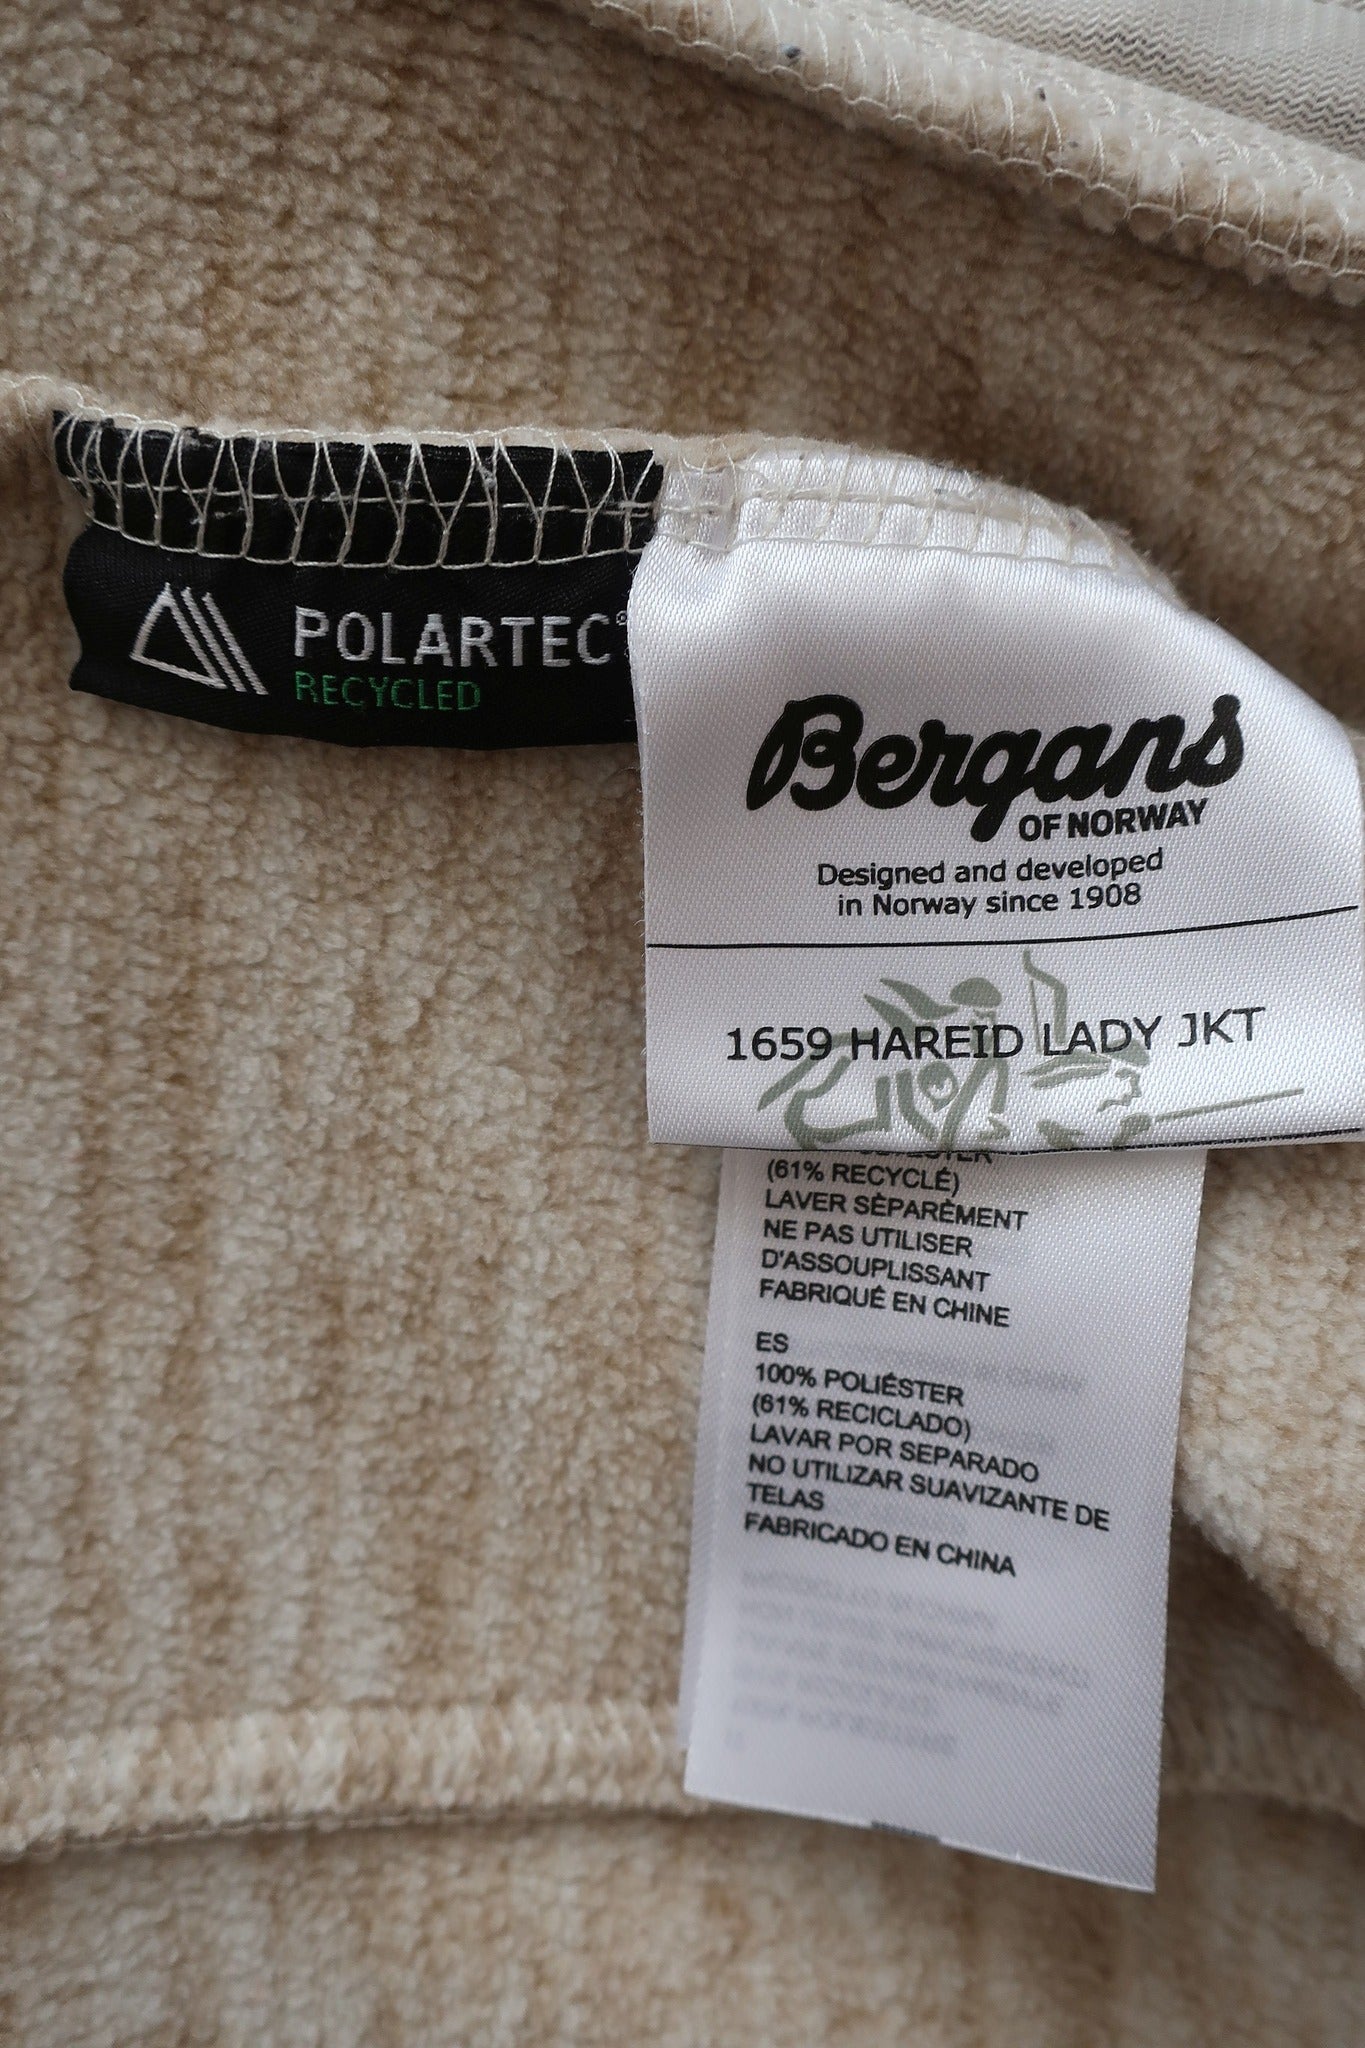 POLARTEC®
RECYCLED
Bergans
OF NORWAY
Designed and developed
in Norway since 1908
1659 HAREID LADY JKT
(61% RECYCLÉ)
LAVER SÉPARÉMENT
NE PAS UTILISER
D'ASSOUPLISSANT
FABRIQUÉ EN CHINE
ES
100% POLIÉSTER
(61% RECICLADO)
LAVAR POR SEPARADO
NO UTILIZAR SUAVIZANTE DE
TELAS
FABRICADO EN CHINA